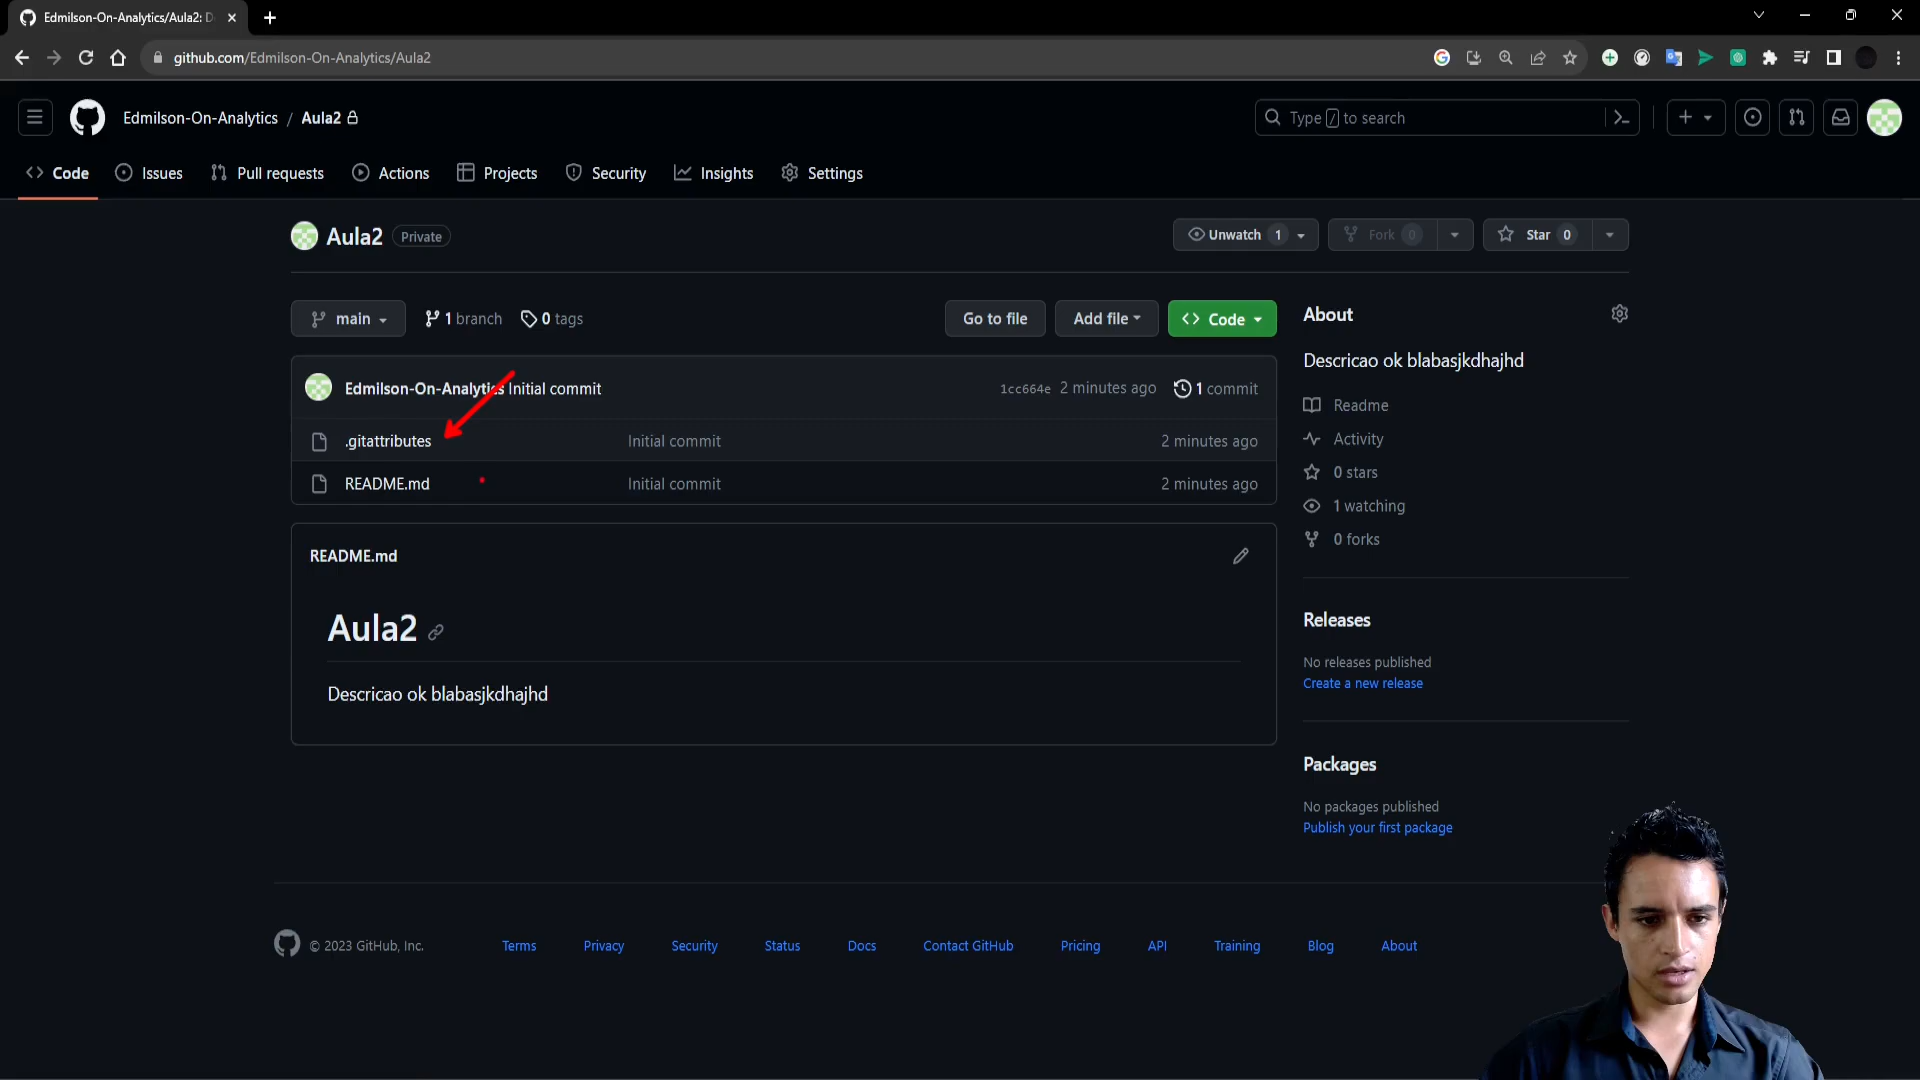 Edmilson-On-Analytics/Aula2: D
github.com/Edmilson-On-Analytics/Aula2
Edmilson-On-Analytics / Aula2
Type / to search
Code Issues Pull requests Actions Projects Security Insights Settings
Aula2 Private
Unwatch 1 Fork 0 Star 0
main 1 branch 0 tags
Go to file Add file Code
Edmilson-On-Analytics Initial commit 1cc664e 2 minutes ago 1 commit
.gitattributes Initial commit 2 minutes ago
README.md Initial commit 2 minutes ago
README.md
Aula2
Descricao ok blabasjkdhajhd
About
Descricao ok blabasjkdhajhd
Readme
Activity
0 stars
1 watching
0 forks
Releases
No releases published
Create a new release
Packages
No packages published
Publish your first package
© 2023 GitHub, Inc. Terms Privacy Security Status Docs Contact GitHub Pricing API Training Blog About